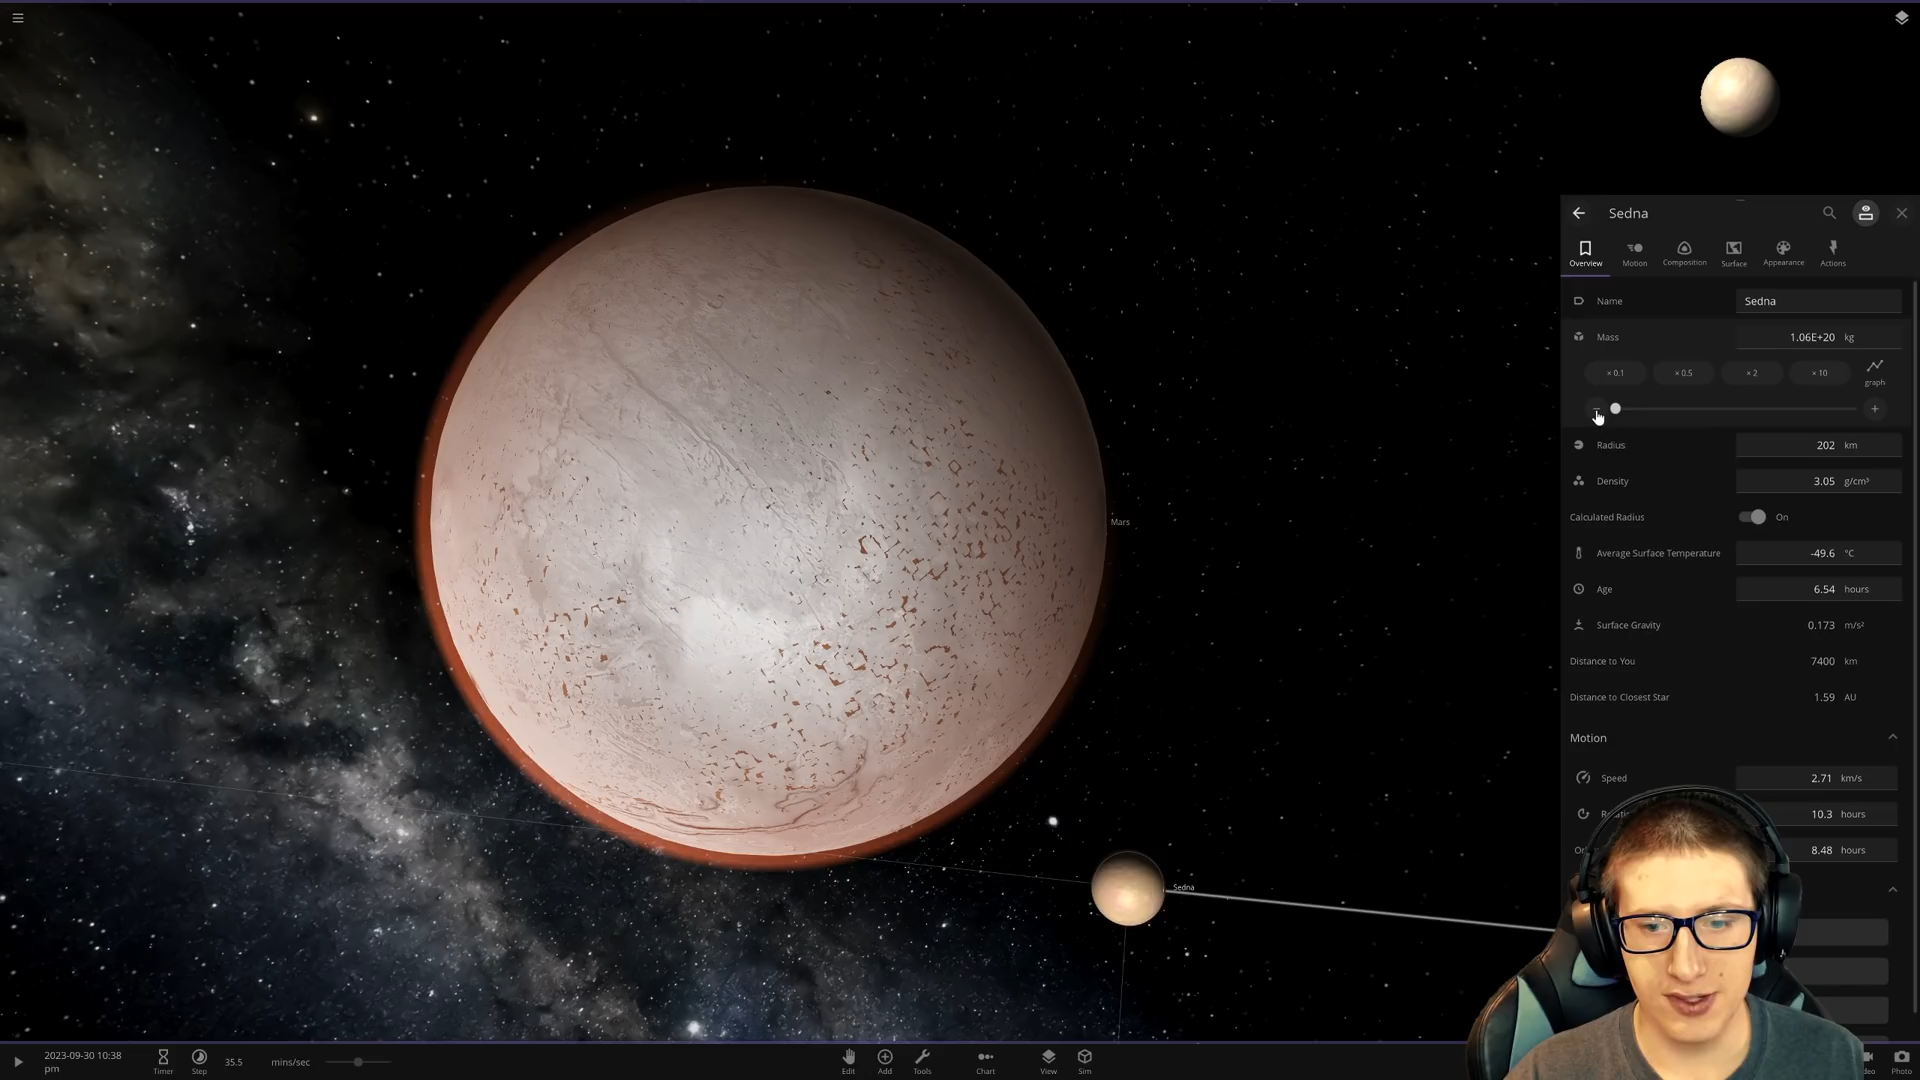 Sedna
Overview
Motion
Composition
Surface
Appearance
Actions
Name
Sedna
Mass
1.06E+20 kg
× 0.1
× 0.5
× 2
× 10
graph
Radius
202 km
Density
3.05 g/cm³
Calculated Radius
On
Average Surface Temperature
-49.6 °C
Age
6.54 hours
Surface Gravity
0.173 m/s²
Distance to You
7400 km
Distance to Closest Star
1.59 AU
Motion
Speed
2.71 km/s
10.3 hours
8.48 hours
Mars
Sedna
2023-09-30 10:38
pm
Timer
Step
35.5
mins/sec
Edit
Add
Tools
Chart
View
Sim
Photo